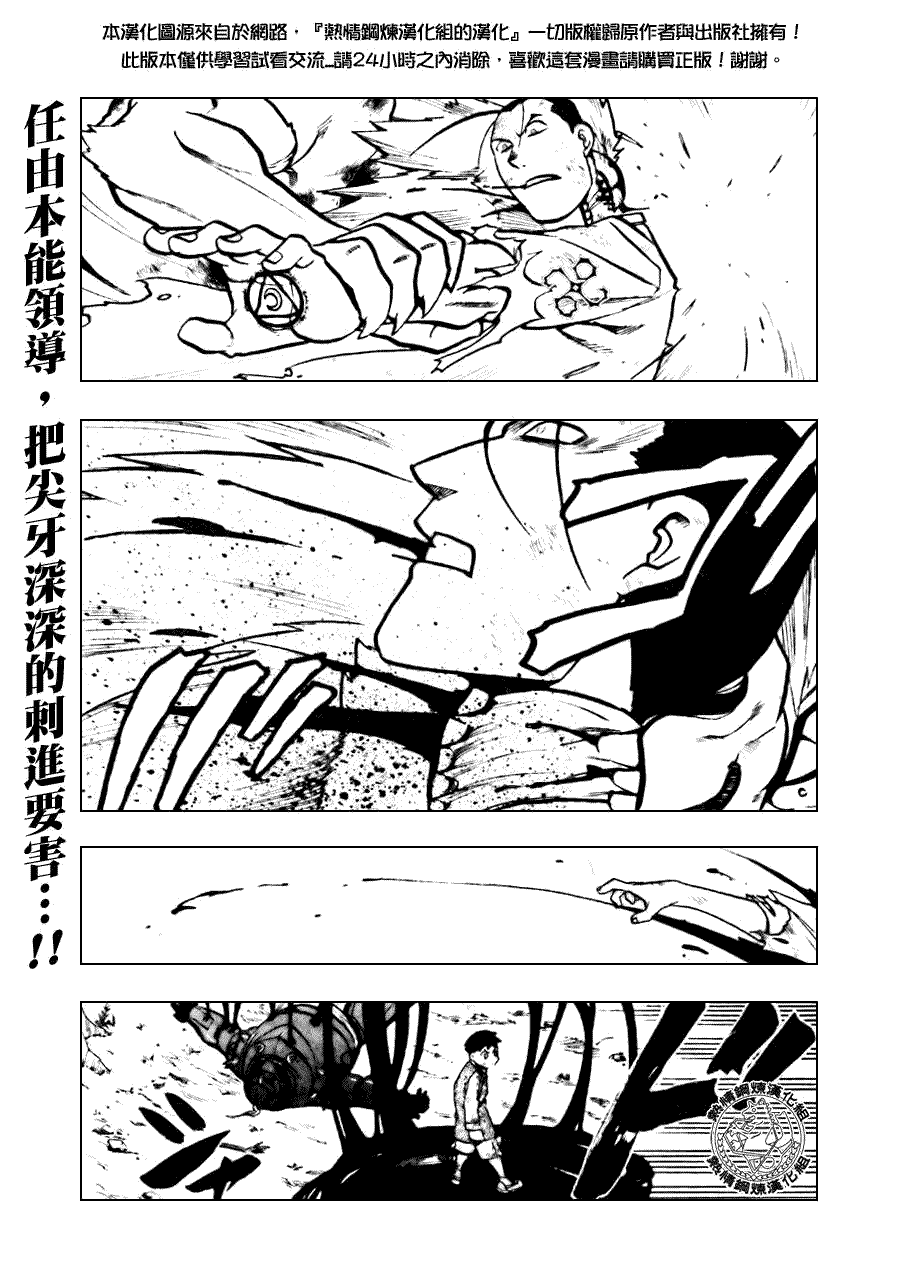 本漢化圖源來自於網路，『熱情鋼煉漢化組的漢化』一切版權歸原作者與出版社擁有！
此版本僅供學習試看交流…請24小時之內消除，喜歡這套漫畫請購買正版！謝謝。
任由本能領導，把尖牙深深的刺進要害…!!
ドド
ジャ
熱情鋼煉漢化組
熱情鋼煉漢化組